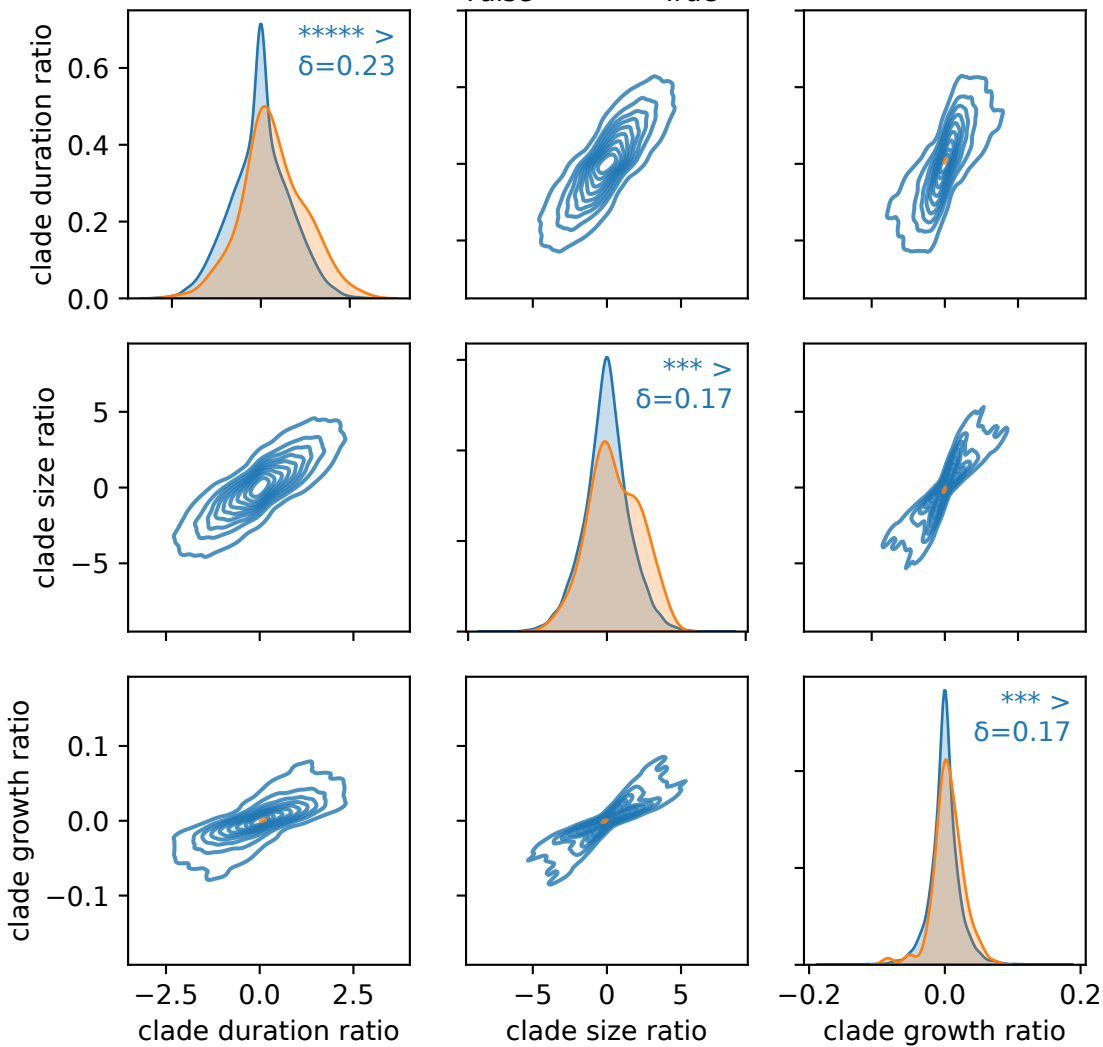 ***** >
δ=0.23
clade duration ratio
0.6
0.4
0.2
0.0
*** >
δ=0.17
clade size ratio
5
0
−5
*** >
δ=0.17
clade growth ratio
0.1
0.0
−0.1
−2.5 0.0 2.5
−5 0 5
−0.2 0.0 0.2
clade duration ratio
clade size ratio
clade growth ratio